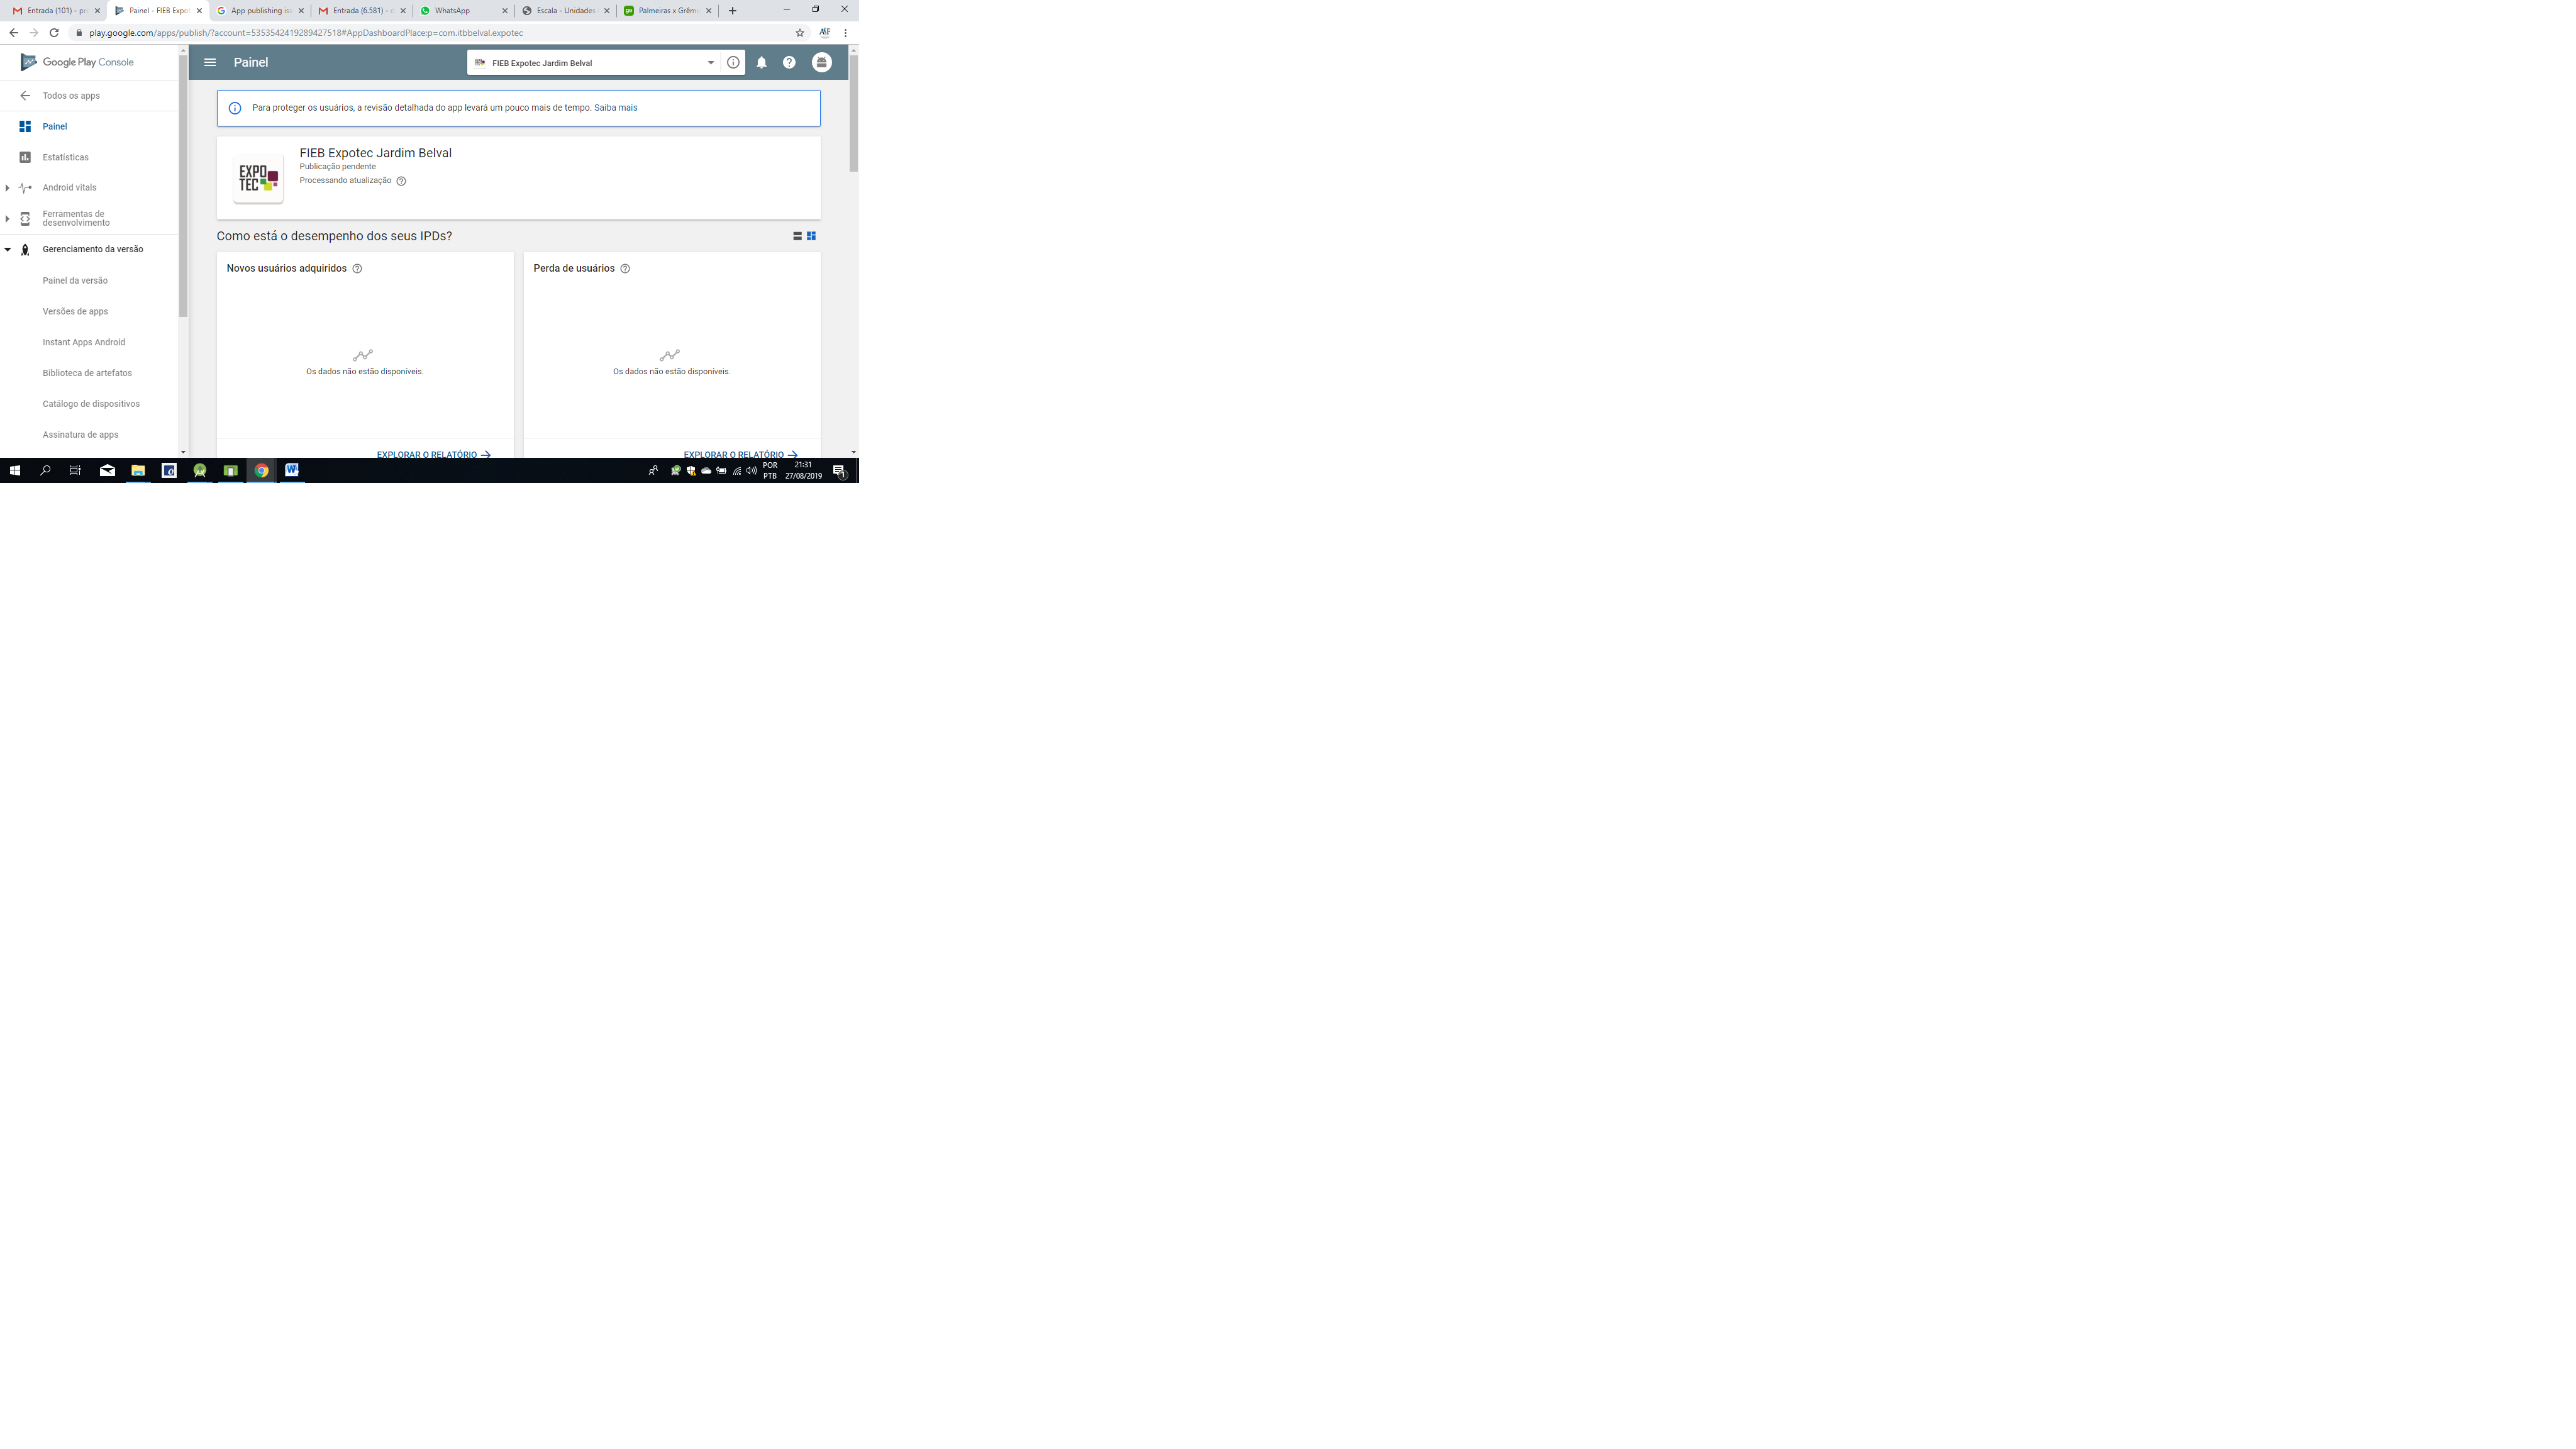 Entrada (101) - pr
Painel - FIEB Expot
App publishing is
Entrada (6.581) -
WhatsApp
Escala - Unidades
Palmeiras x Grêm
play.google.com/apps/publish/?account=5353542419289427518#AppDashboardPlace:p=com.itbbelval.expotec
Google Play Console
Painel
FIEB Expotec Jardim Belval
Todos os apps
Painel
Estatísticas
Android vitals
Ferramentas de
desenvolvimento
Gerenciamento da versão
Painel da versão
Versões de apps
Instant Apps Android
Biblioteca de artefatos
Catálogo de dispositivos
Assinatura de apps
Para proteger os usuários, a revisão detalhada do app levará um pouco mais de tempo. Saiba mais
EXPO
TEC
FIEB Expotec Jardim Belval
Publicação pendente
Processando atualização
Como está o desempenho dos seus IPDs?
Novos usuários adquiridos
Os dados não estão disponíveis.
EXPLORAR O RELATÓRIO
Perda de usuários
Os dados não estão disponíveis.
EXPLORAR O RELATÓRIO
POR
PTB
21:31
27/08/2019
1